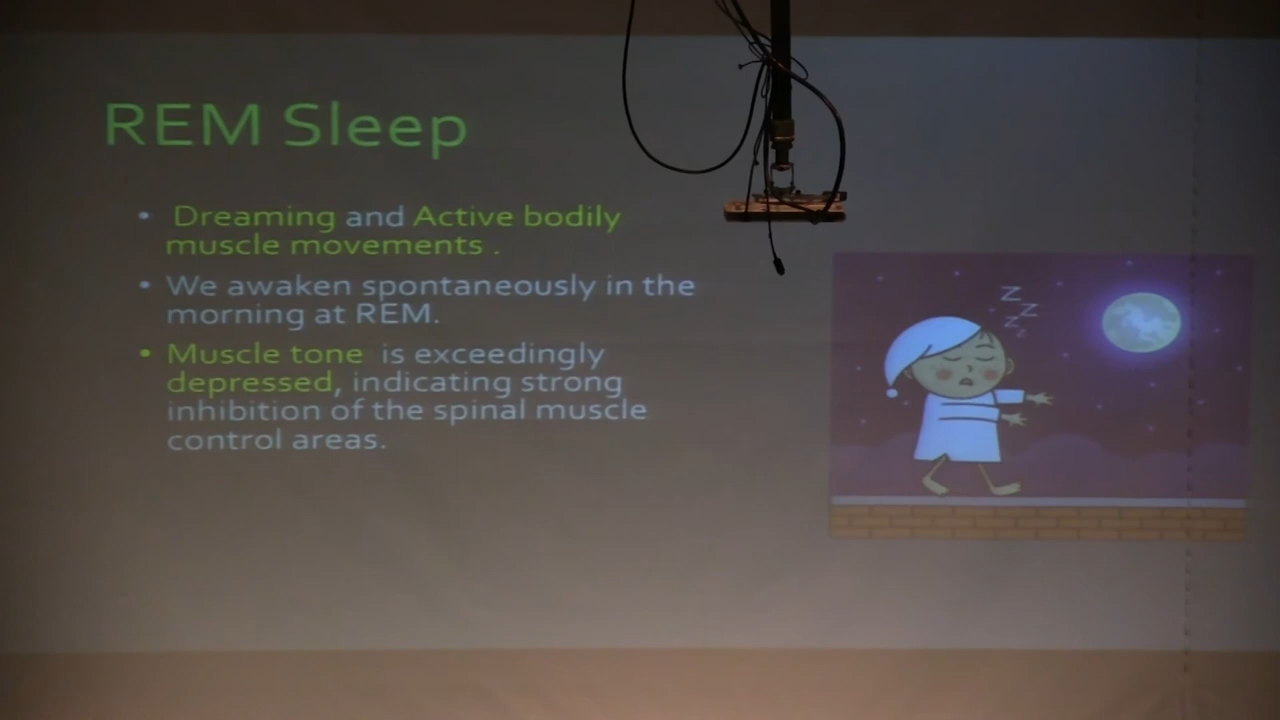 REM Sleep
• Dreaming and Active bodily
muscle movements .
• We awaken spontaneously in the
morning at REM.
• Muscle tone is exceedingly
depressed, indicating strong
inhibition of the spinal muscle
control areas.
Z
Z
Z
Z